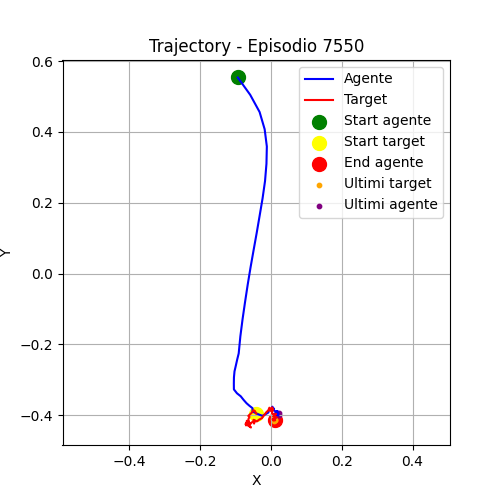 Trajectory - Episodio 7550
Agente
Target
Start agente
Start target
End agente
Ultimi target
Ultimi agente
0.6
0.4
0.2
0.0
−0.2
−0.4
Y
−0.4
−0.2
0.0
0.2
0.4
X